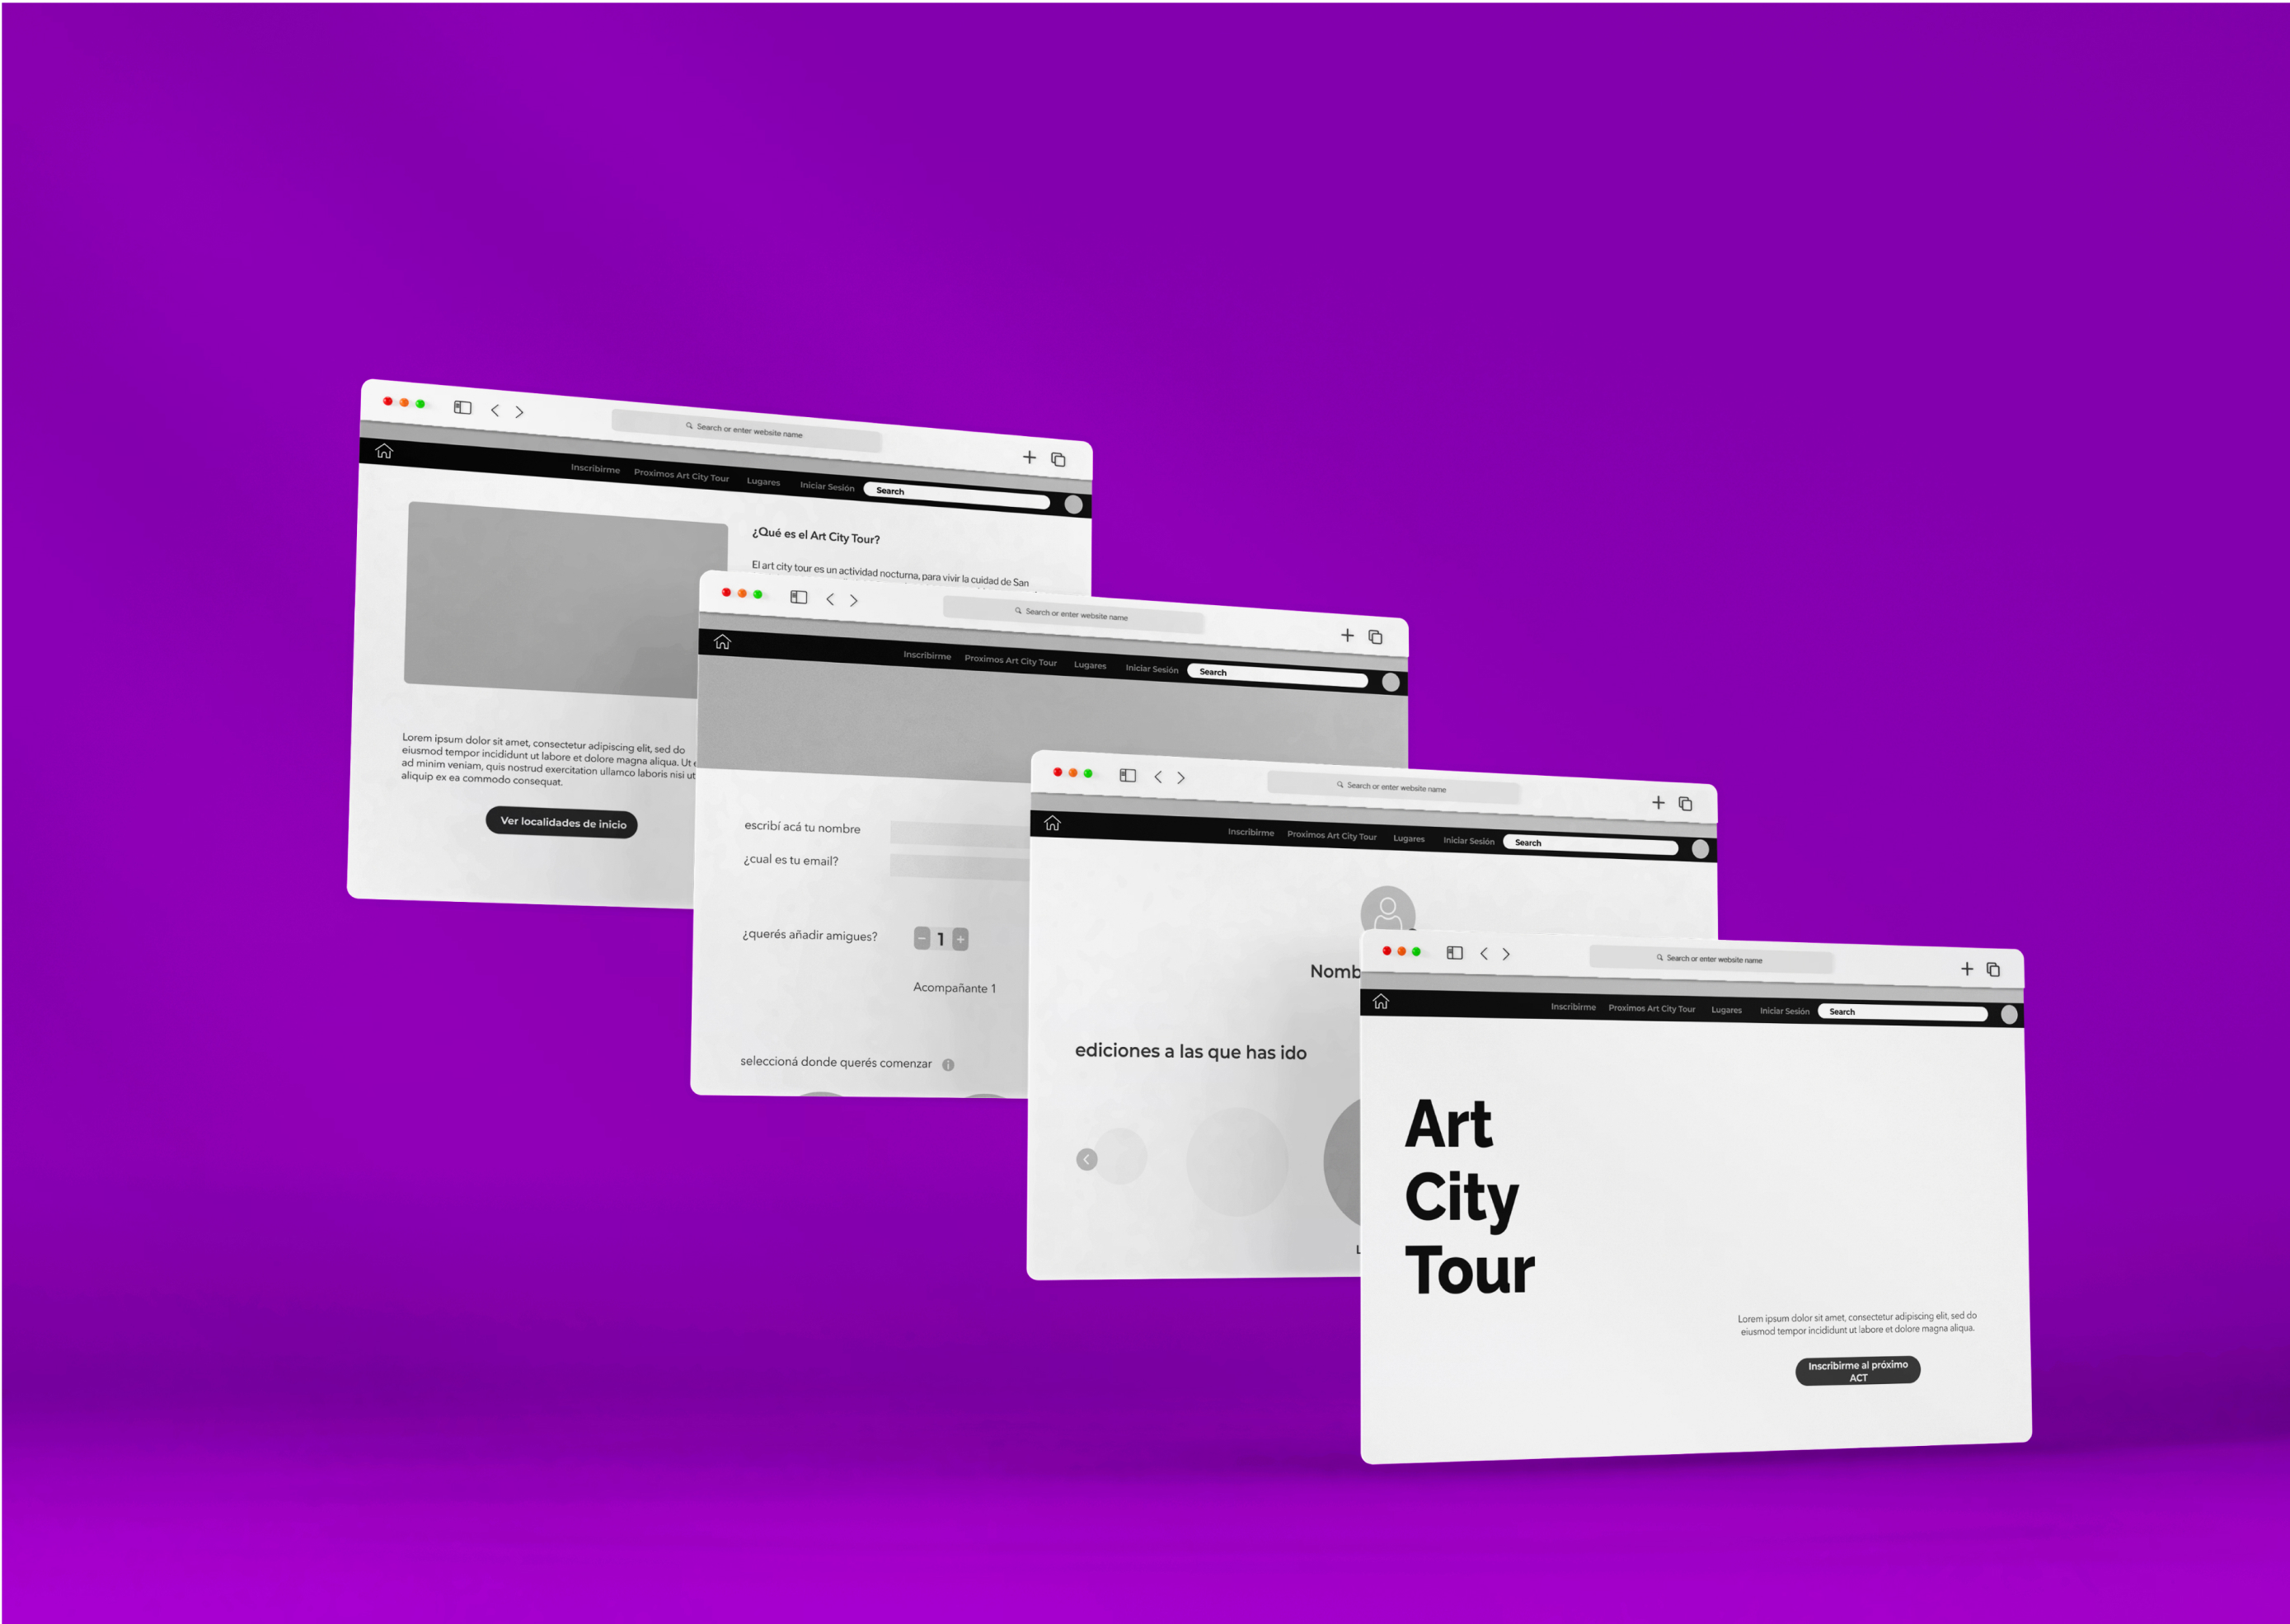 Search or enter website name
Inscribirme Proximos Art City Tour Lugares Iniciar Sesión Search
¿Qué es el Art City Tour?
El art city tour es un actividad nocturna, para vivir la cuidad de San
Lorem ipsum dolor sit amet, consectetur adipiscing elit, sed do
eiusmod tempor incididunt ut labore et dolore magna aliqua. Ut
ad minim veniam, quis nostrud exercitation ullamco laboris nisi ut
aliquip ex ea commodo consequat.
Ver localidades de inicio
Search or enter website name
Inscribirme Proximos Art City Tour Lugares Iniciar Sesión Search
escribí acá tu nombre
¿cual es tu email?
¿querés añadir amigues? - 1 +
Acompañante 1
seleccioná donde querés comenzar i
Search or enter website name
Inscribirme Proximos Art City Tour Lugares Iniciar Sesión Search
Nomb
ediciones a las que has ido
Search or enter website name
Inscribirme Proximos Art City Tour Lugares Iniciar Sesión Search
Art
City
Tour
Lorem ipsum dolor sit amet, consectetur adipiscing elit, sed do
eiusmod tempor incididunt ut labore et dolore magna aliqua.
Inscribirme al próximo
ACT